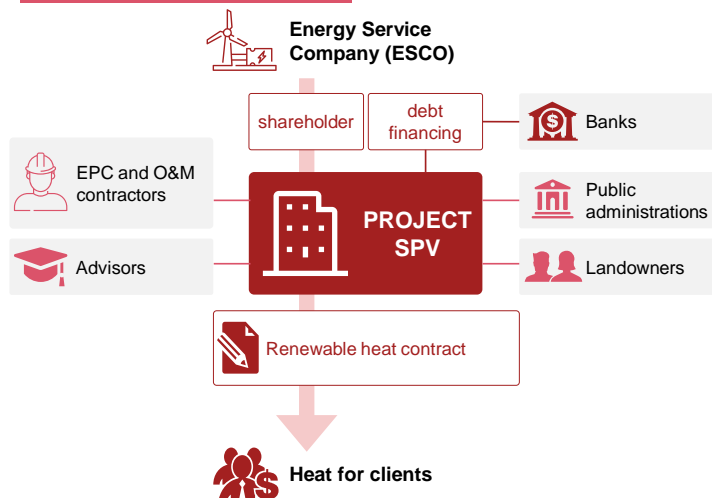 Energy Service
Company (ESCO)
shareholder
debt
financing
Banks
EPC and O&M
contractors
PROJECT
SPV
Public
administrations
Advisors
Landowners
Renewable heat contract
Heat for clients